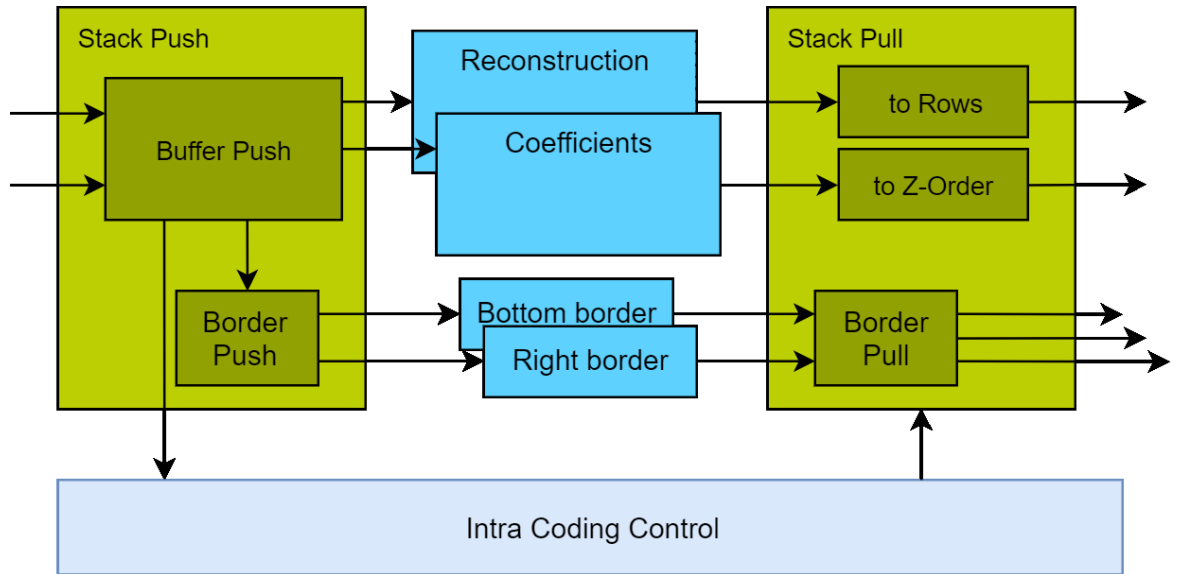 Stack Push
Buffer Push
Border
Push
Reconstruction
Coefficients
Bottom border
Right border
Stack Pull
to Rows
to Z-Order
Border
Pull
Intra Coding Control